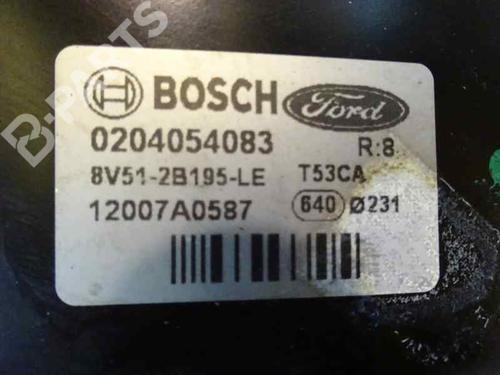 B-PARTS
BOSCH Ford
0204054083 R:8
8V51-2B195-LE T53CA
12007A0587 640 Ø231